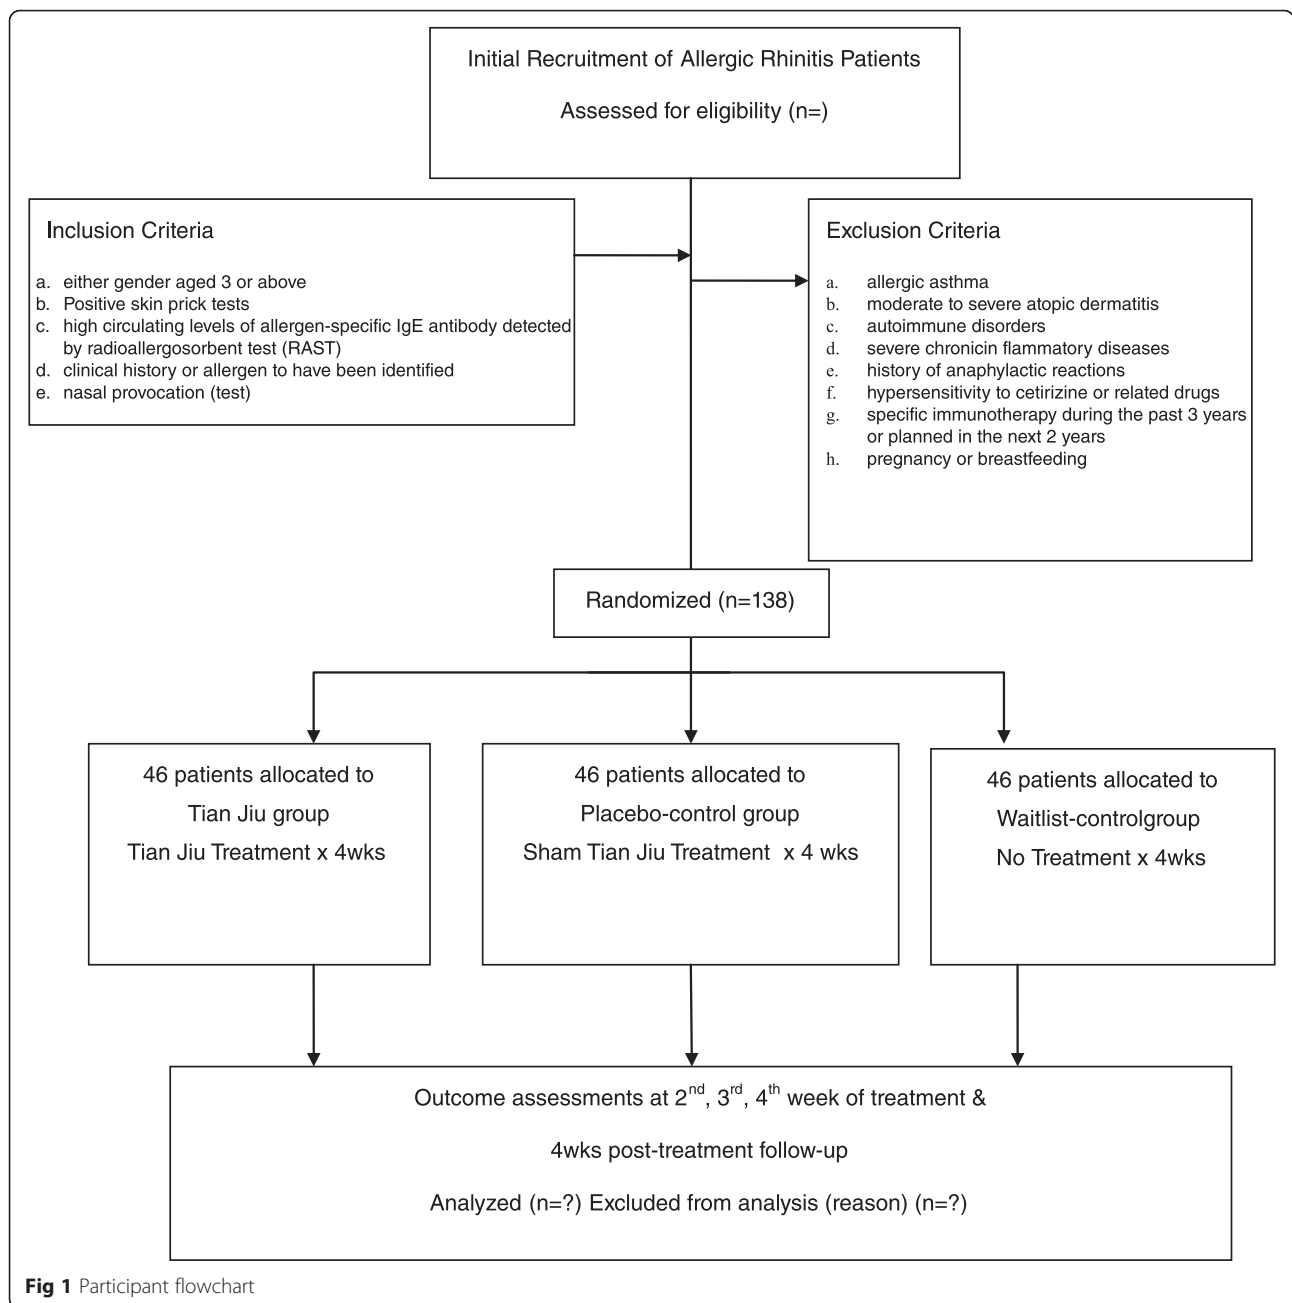 Initial Recruitment of Allergic Rhinitis Patients
Assessed for eligibility (n=)
Inclusion Criteria
a. either gender aged 3 or above
b. Positive skin prick tests
c. high circulating levels of allergen-specific IgE antibody detected
by radioallergosorbent test (RAST)
d. clinical history or allergen to have been identified
e. nasal provocation (test)
Exclusion Criteria
a. allergic asthma
b. moderate to severe atopic dermatitis
c. autoimmune disorders
d. severe chronicin flammatory diseases
e. history of anaphylactic reactions
f. hypersensitivity to cetirizine or related drugs
g. specific immunotherapy during the past 3 years
or planned in the next 2 years
h. pregnancy or breastfeeding
Randomized (n=138)
46 patients allocated to
Tian Jiu group
Tian Jiu Treatment x 4wks
46 patients allocated to
Placebo-control group
Sham Tian Jiu Treatment x 4 wks
46 patients allocated to
Waitlist-controlgroup
No Treatment x 4wks
Outcome assessments at 2nd, 3rd, 4th week of treatment &
4wks post-treatment follow-up
Analyzed (n=?) Excluded from analysis (reason) (n=?)
Fig 1 Participant flowchart